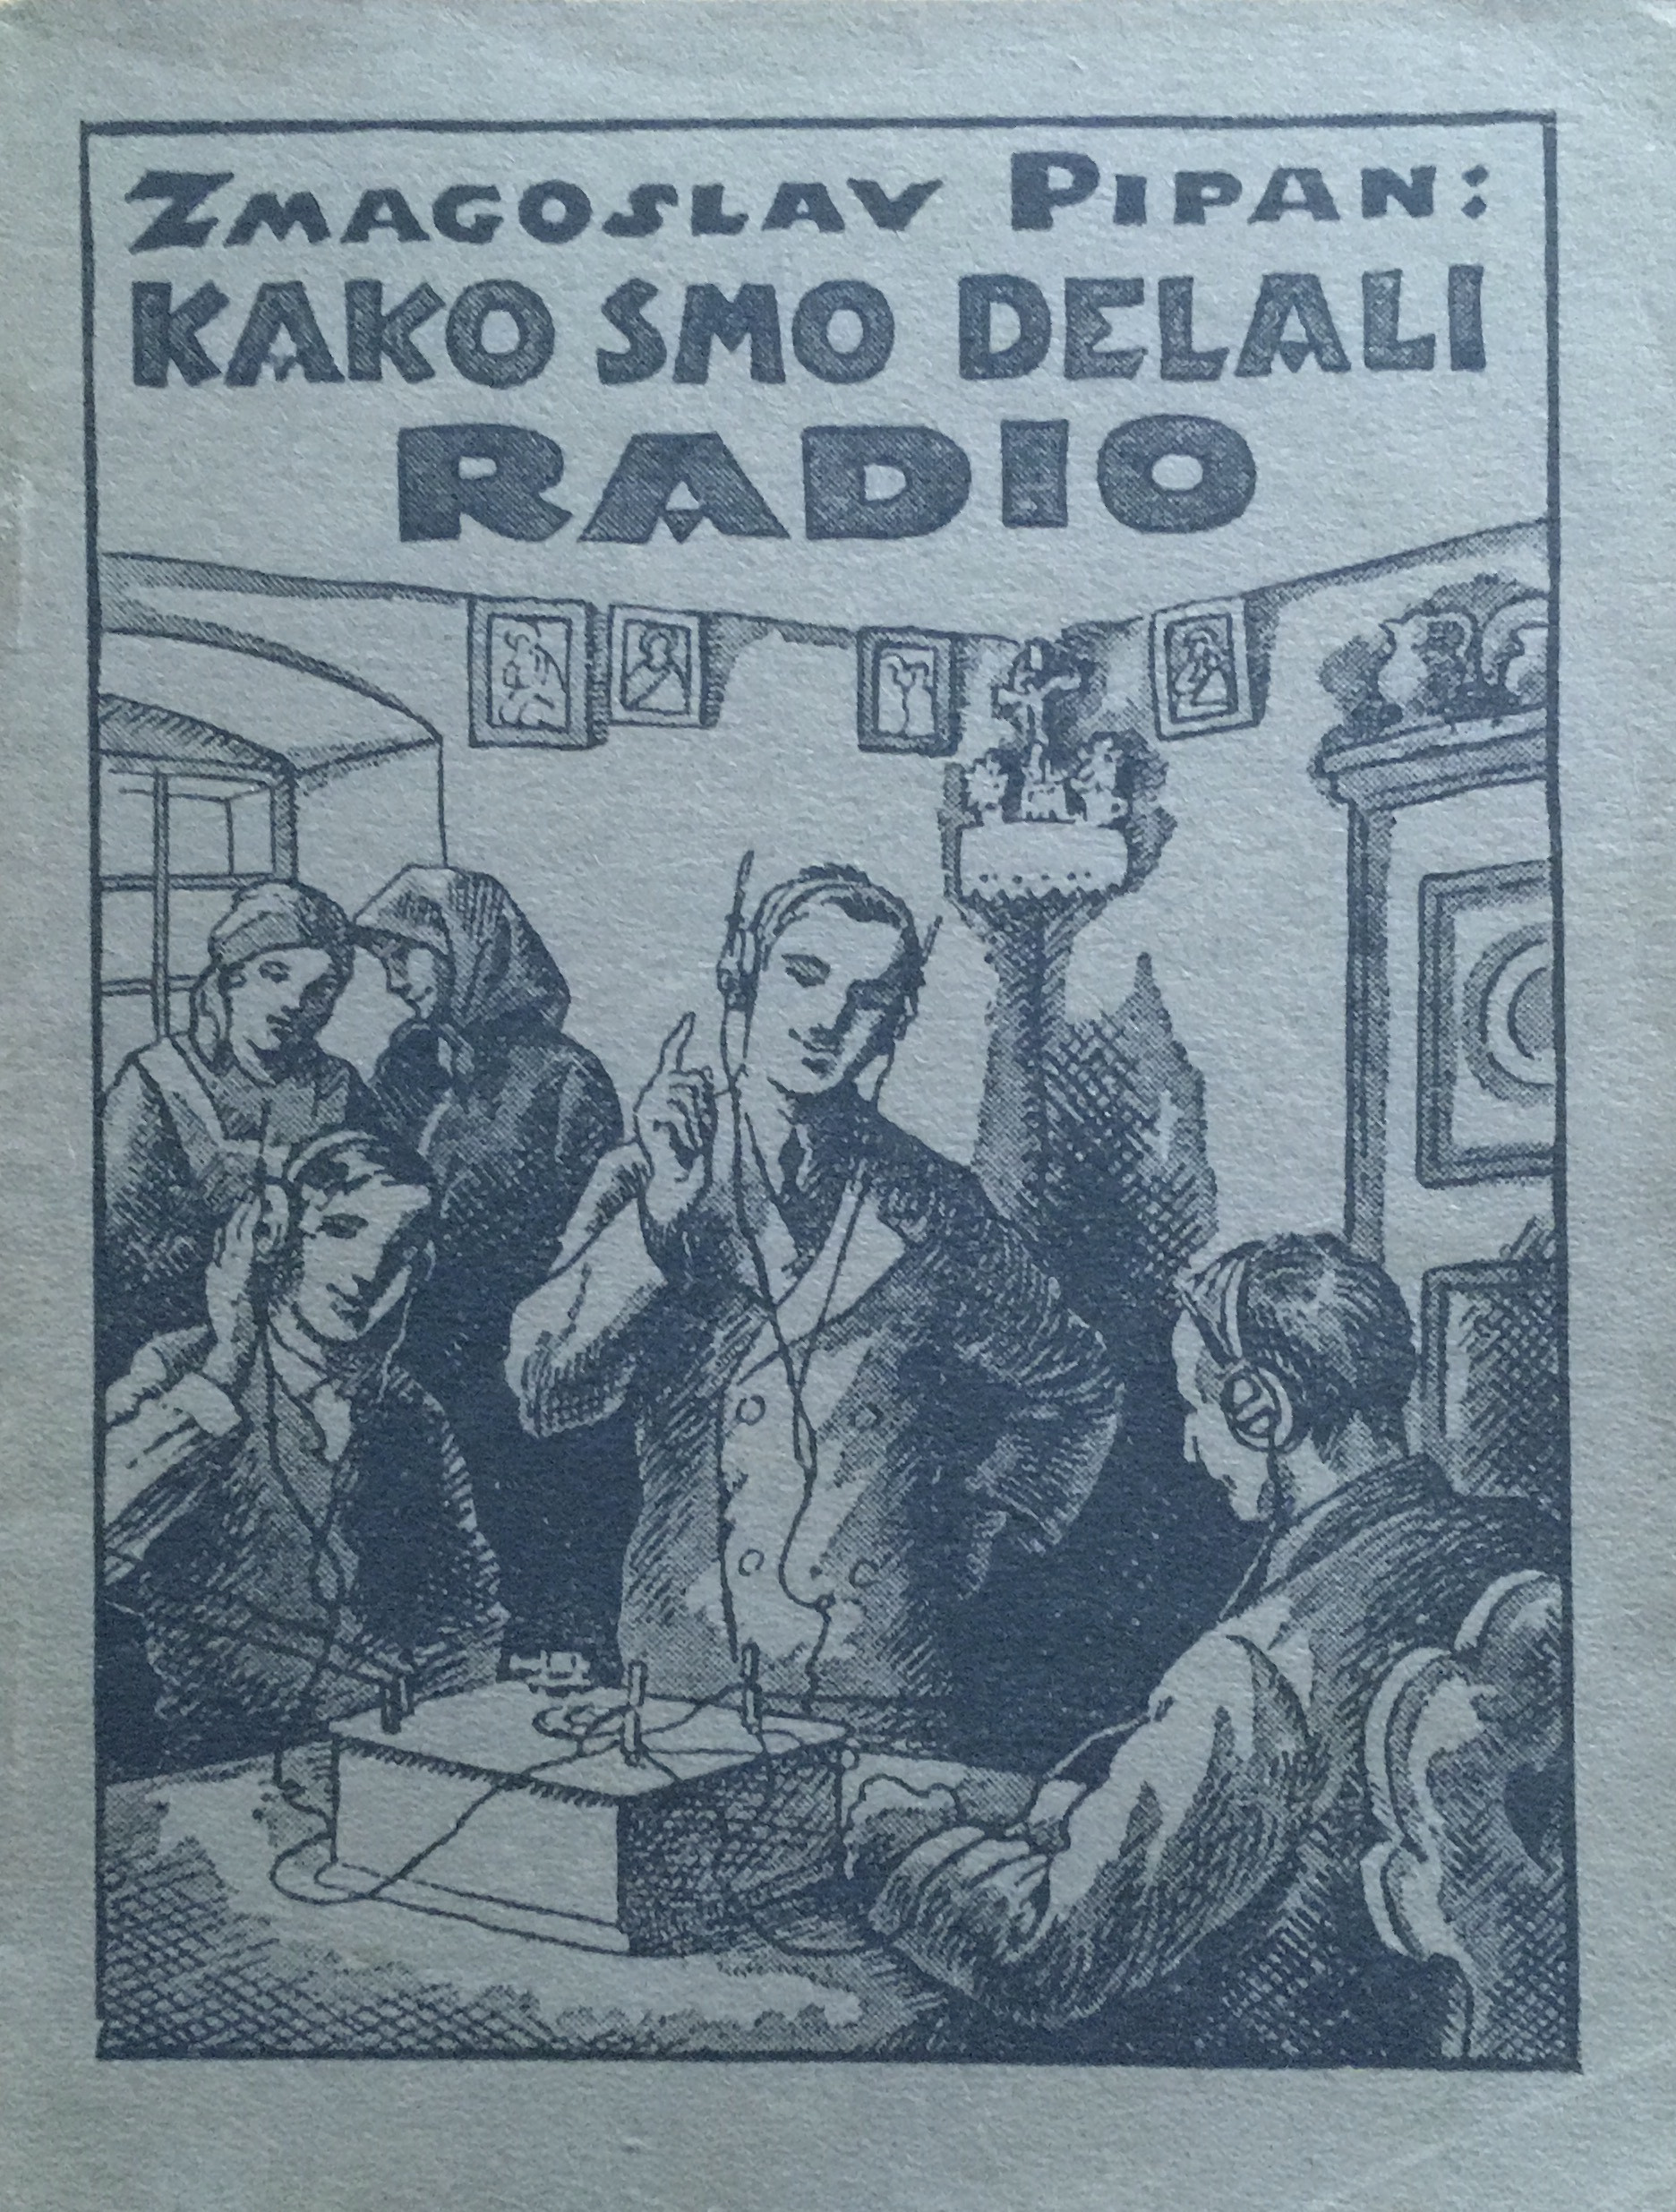 ZMAGOSLAV PIPAN:
KAKO SMO DELALI
RADIO